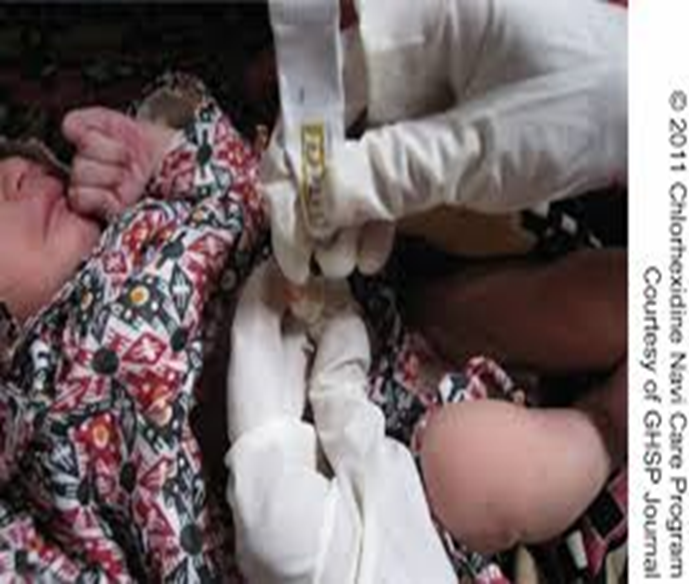 © 2011 Chlorhexidine Navi Care Program
Courtesy of GHSP Journal